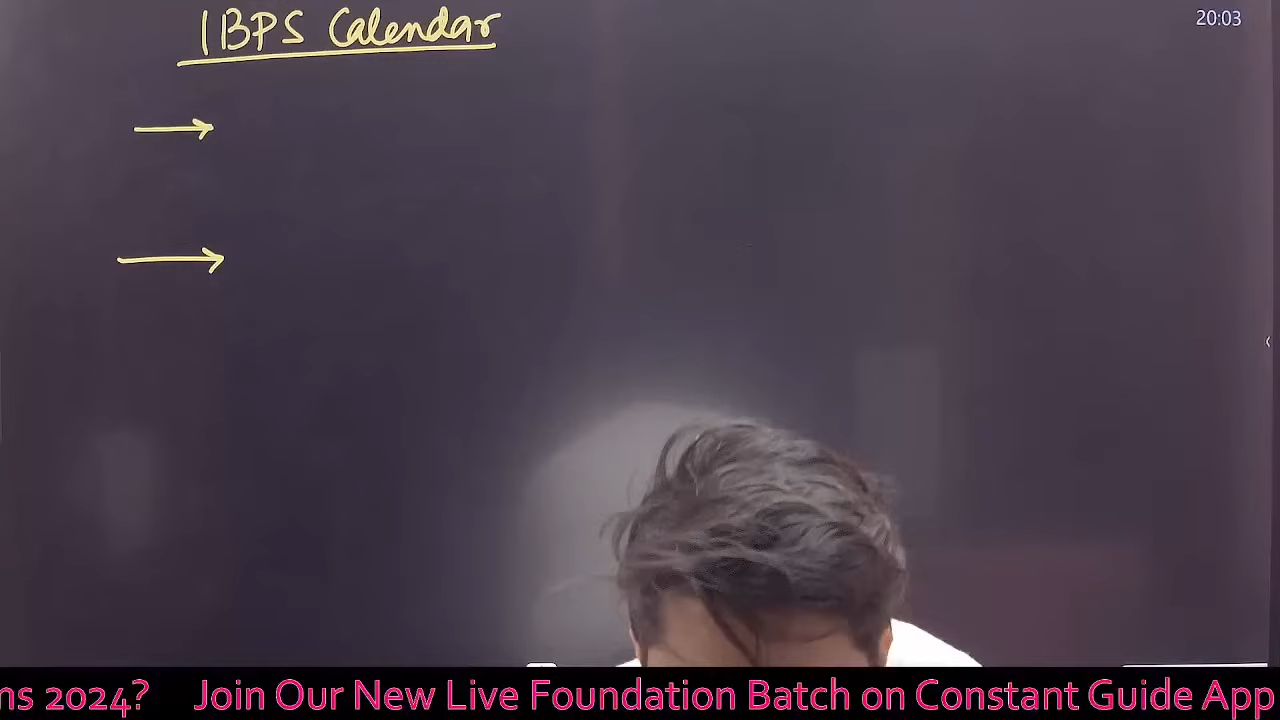 IBPS Calendar
20:03
ns 2024? Join Our New Live Foundation Batch on Constant Guide App